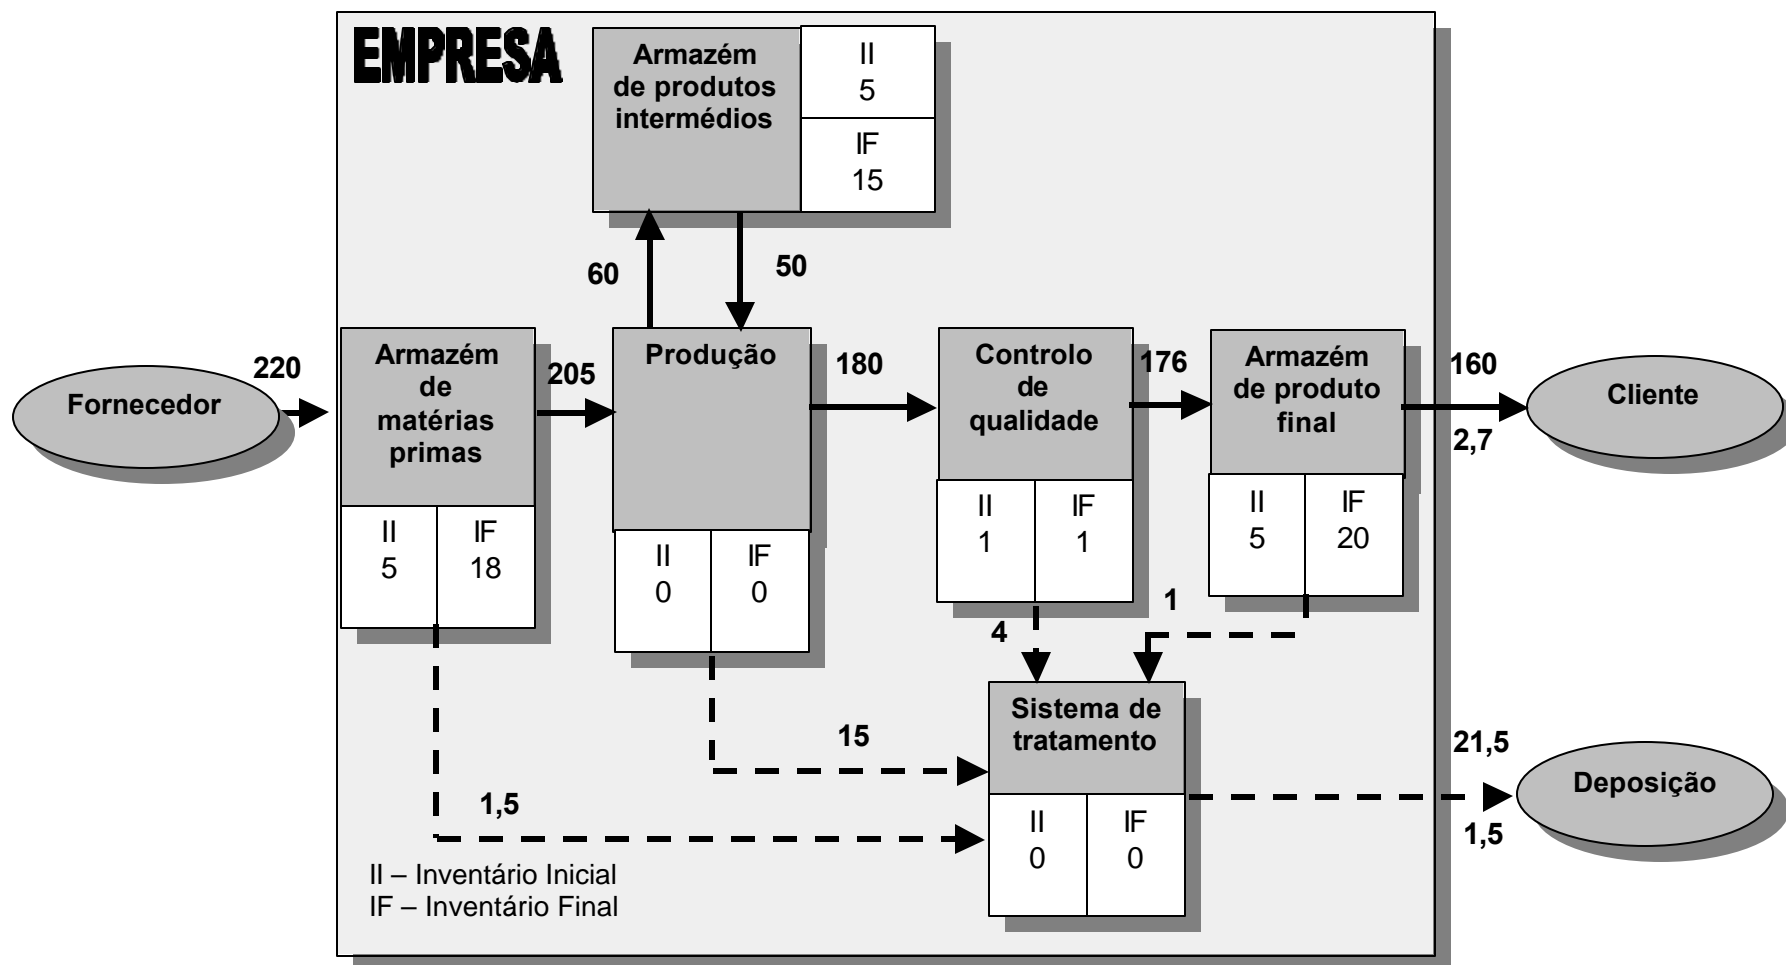 EMPRESA
Armazém
de produtos
intermédios
II
5
IF
15
60
50
Fornecedor
220
Armazém
de
matérias
primas
II
5
IF
18
205
Produção
II
0
IF
0
180
Controlo
de
qualidade
II
1
IF
1
176
Armazém
de produto
final
II
5
IF
20
160
2,7
Cliente
4
1
15
1,5
Sistema de
tratamento
II
0
IF
0
21,5
1,5
Deposição
II – Inventário Inicial
IF – Inventário Final